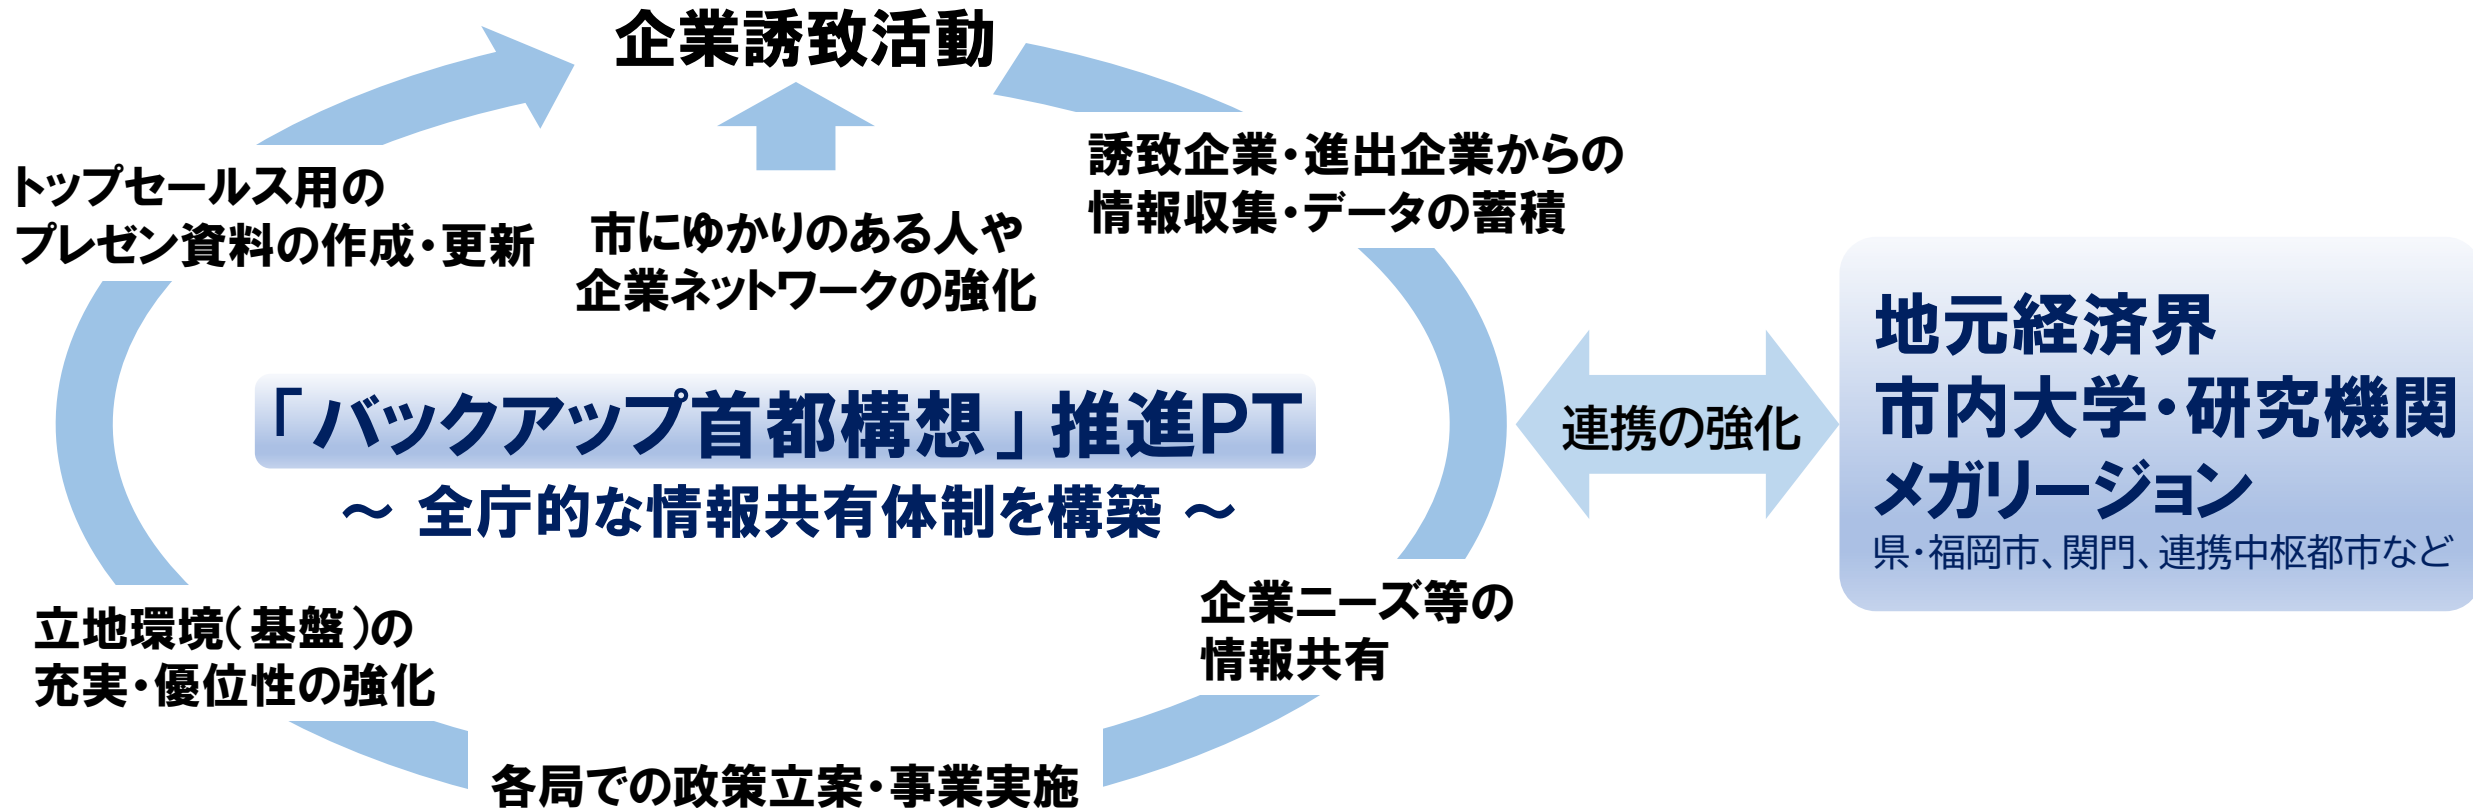 企業誘致活動
誘致企業・進出企業からの
情報収集・データの蓄積
トップセールス用の
プレゼン資料の作成・更新
市にゆかりのある人や
企業ネットワークの強化
「バックアップ首都構想」推進PT
～ 全庁的な情報共有体制を構築 ～
連携の強化
地元経済界
市内大学・研究機関
メガリージョン
県・福岡市、関門、連携中枢都市など
企業ニーズ等の
情報共有
立地環境（基盤）の
充実・優位性の強化
各局での政策立案・事業実施